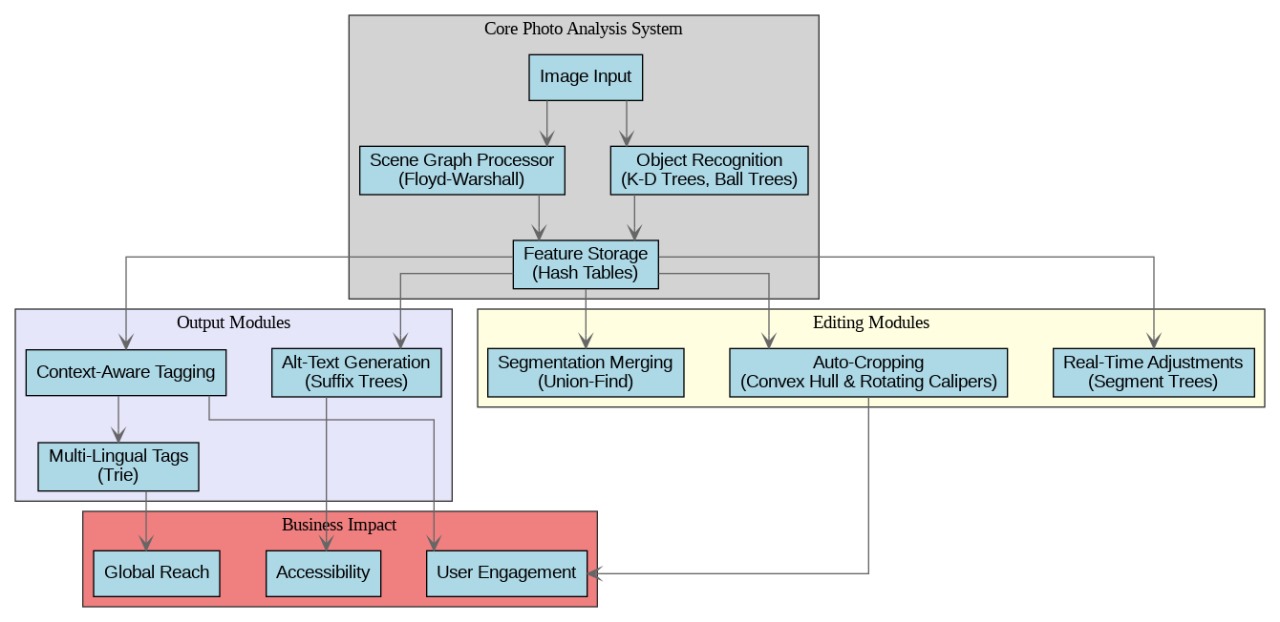 Core Photo Analysis System
Image Input
Scene Graph Processor
(Floyd-Warshall)
Object Recognition
(K-D Trees, Ball Trees)
Feature Storage
(Hash Tables)
Output Modules
Context-Aware Tagging
Alt-Text Generation
(Suffix Trees)
Multi-Lingual Tags
(Trie)
Editing Modules
Segmentation Merging
(Union-Find)
Auto-Cropping
(Convex Hull & Rotating Calipers)
Real-Time Adjustments
(Segment Trees)
Business Impact
Global Reach
Accessibility
User Engagement